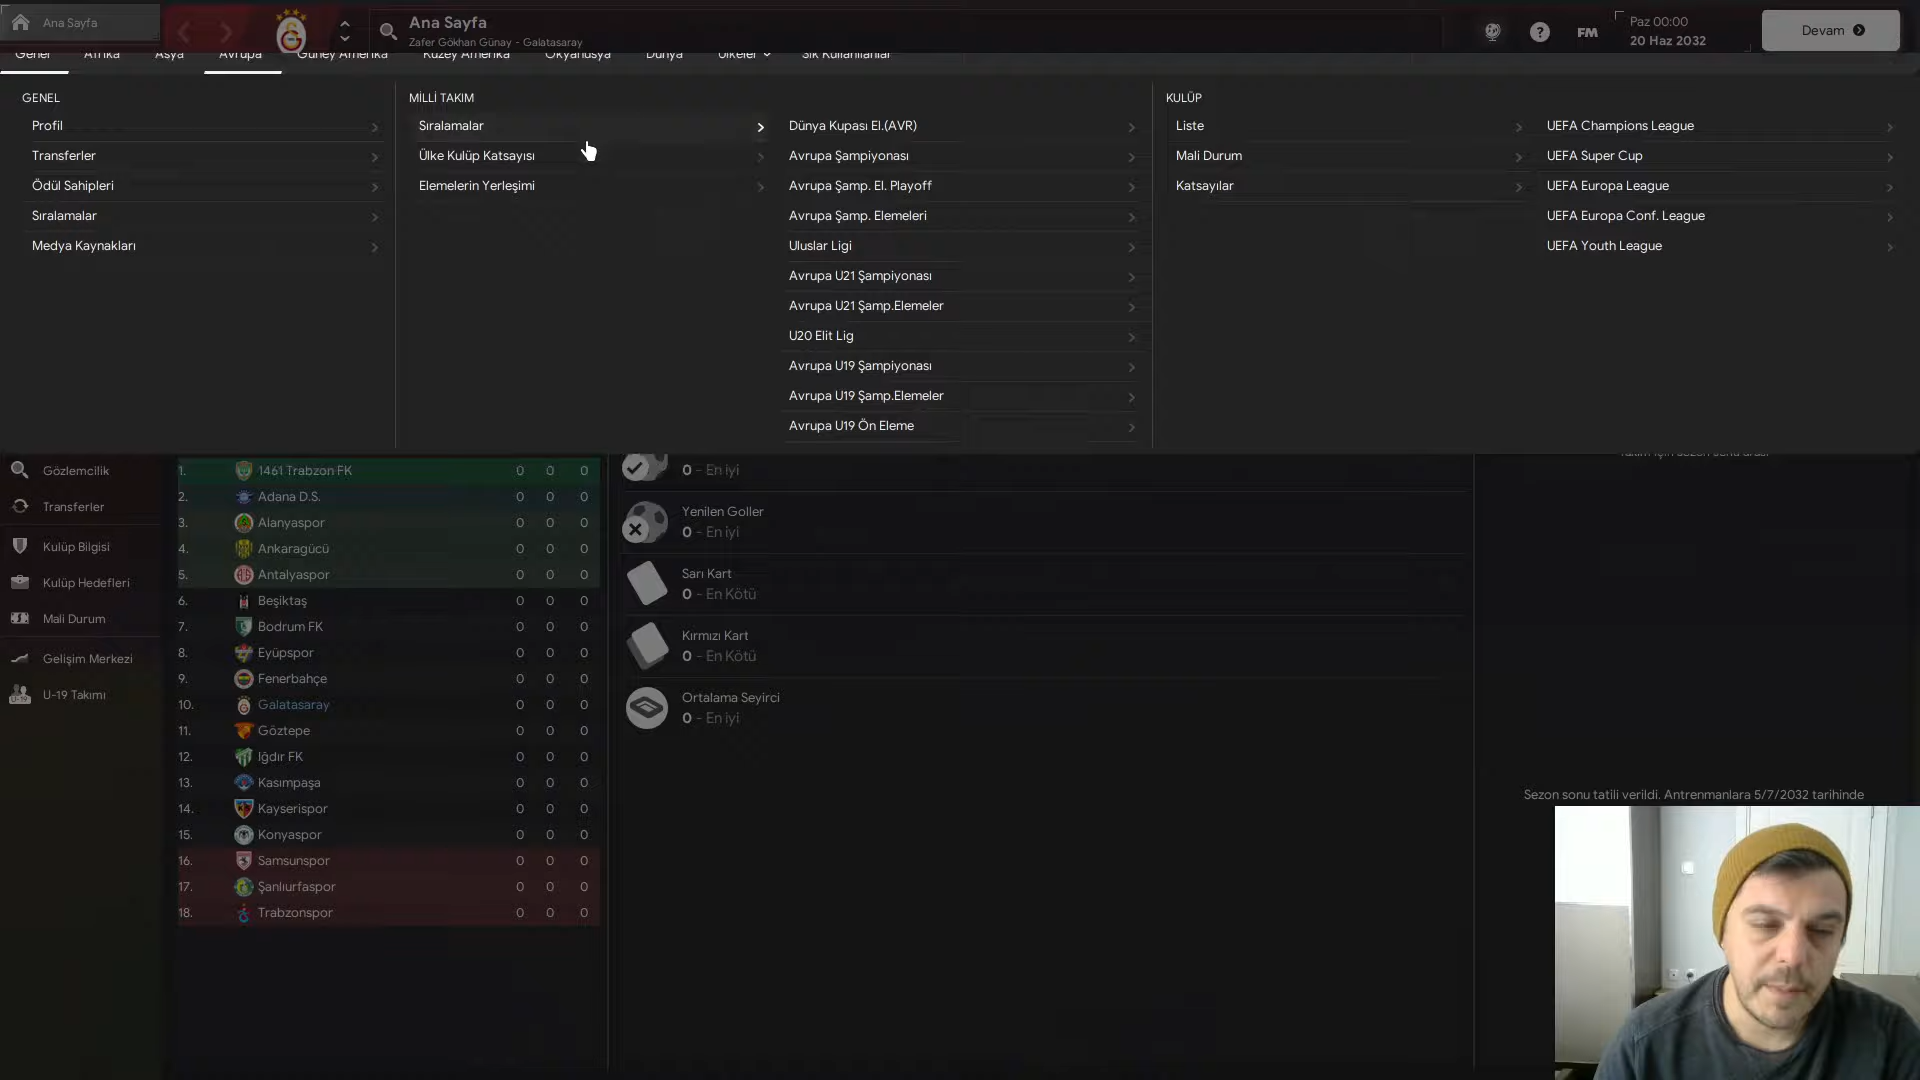 Ana Sayfa
Ana Sayfa
Zafer Gökhan Günay - Galatasaray
FM
Paz 00:00
20 Haz 2032
Devam
Genel
Afrika
Asya
Avrupa
Güney Amerika
Kuzey Amerika
Okyanusya
Dünya
Ülkeler
Sık Kullanılanlar
GENEL
Profil
Transferler
Ödül Sahipleri
Sıralamalar
Medya Kaynakları
MİLLİ TAKIM
Sıralamalar
Ülke Kulüp Katsayısı
Elemelerin Yerleşimi
Dünya Kupası El.(AVR)
Avrupa Şampiyonası
Avrupa Şamp. El. Playoff
Avrupa Şamp. Elemeleri
Uluslar Ligi
Avrupa U21 Şampiyonası
Avrupa U21 Şamp.Elemeler
U20 Elit Lig
Avrupa U19 Şampiyonası
Avrupa U19 Şamp.Elemeler
Avrupa U19 Ön Eleme
KULÜP
Liste
Mali Durum
Katsayılar
UEFA Champions League
UEFA Super Cup
UEFA Europa League
UEFA Europa Conf. League
UEFA Youth League
Gözlemcilik
Transferler
Kulüp Bilgisi
Kulüp Hedefleri
Mali Durum
Gelişim Merkezi
U-19 Takımı
1. 1461 Trabzon FK 0 0 0
2. Adana D.S. 0 0 0
3. Alanyaspor 0 0 0
4. Ankaragücü 0 0 0
5. Antalyaspor 0 0 0
6. Beşiktaş 0 0 0
7. Bodrum FK 0 0 0
8. Eyüpspor 0 0 0
9. Fenerbahçe 0 0 0
10. Galatasaray 0 0 0
11. Göztepe 0 0 0
12. Iğdır FK 0 0 0
13. Kasımpaşa 0 0 0
14. Kayserispor 0 0 0
15. Konyaspor 0 0 0
16. Samsunspor 0 0 0
17. Şanlıurfaspor 0 0 0
18. Trabzonspor 0 0 0
0 - En iyi
Yenilen Goller
0 - En iyi
Sarı Kart
0 - En Kötü
Kırmızı Kart
0 - En Kötü
Ortalama Seyirci
0 - En iyi
Sezon sonu tatili verildi. Antrenmanlara 5/7/2032 tarihinde